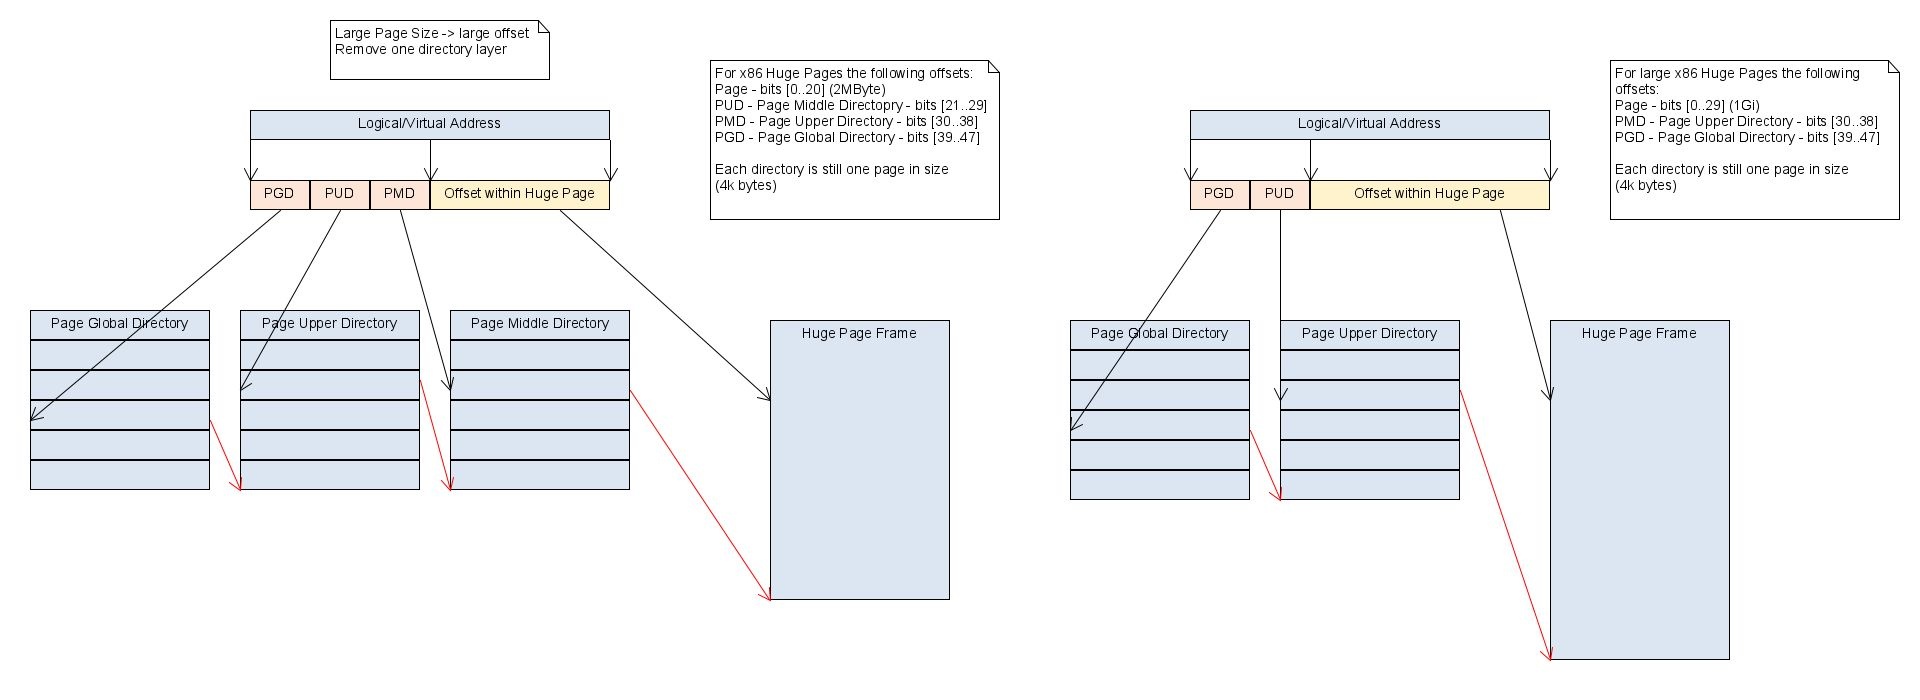 Large Page Size -> large offset
Remove one directory layer
For x86 Huge Pages the following offsets:
Page - bits [0..20] (2MByte)
PUD - Page Middle Directopry - bits [21..29]
PMD - Page Upper Directory - bits [30..38]
PGD - Page Global Directory - bits [39..47]
Each directory is still one page in size
(4k bytes)
Logical/Virtual Address
PGD
PUD
PMD
Offset within Huge Page
Page Global Directory
Page Upper Directory
Page Middle Directory
Huge Page Frame
For large x86 Huge Pages the following
offsets:
Page - bits [0..29] (1Gi)
PMD - Page Upper Directory - bits [30..38]
PGD - Page Global Directory - bits [39..47]
Each directory is still one page in size
(4k bytes)
Logical/Virtual Address
PGD
PUD
Offset within Huge Page
Page Global Directory
Page Upper Directory
Huge Page Frame